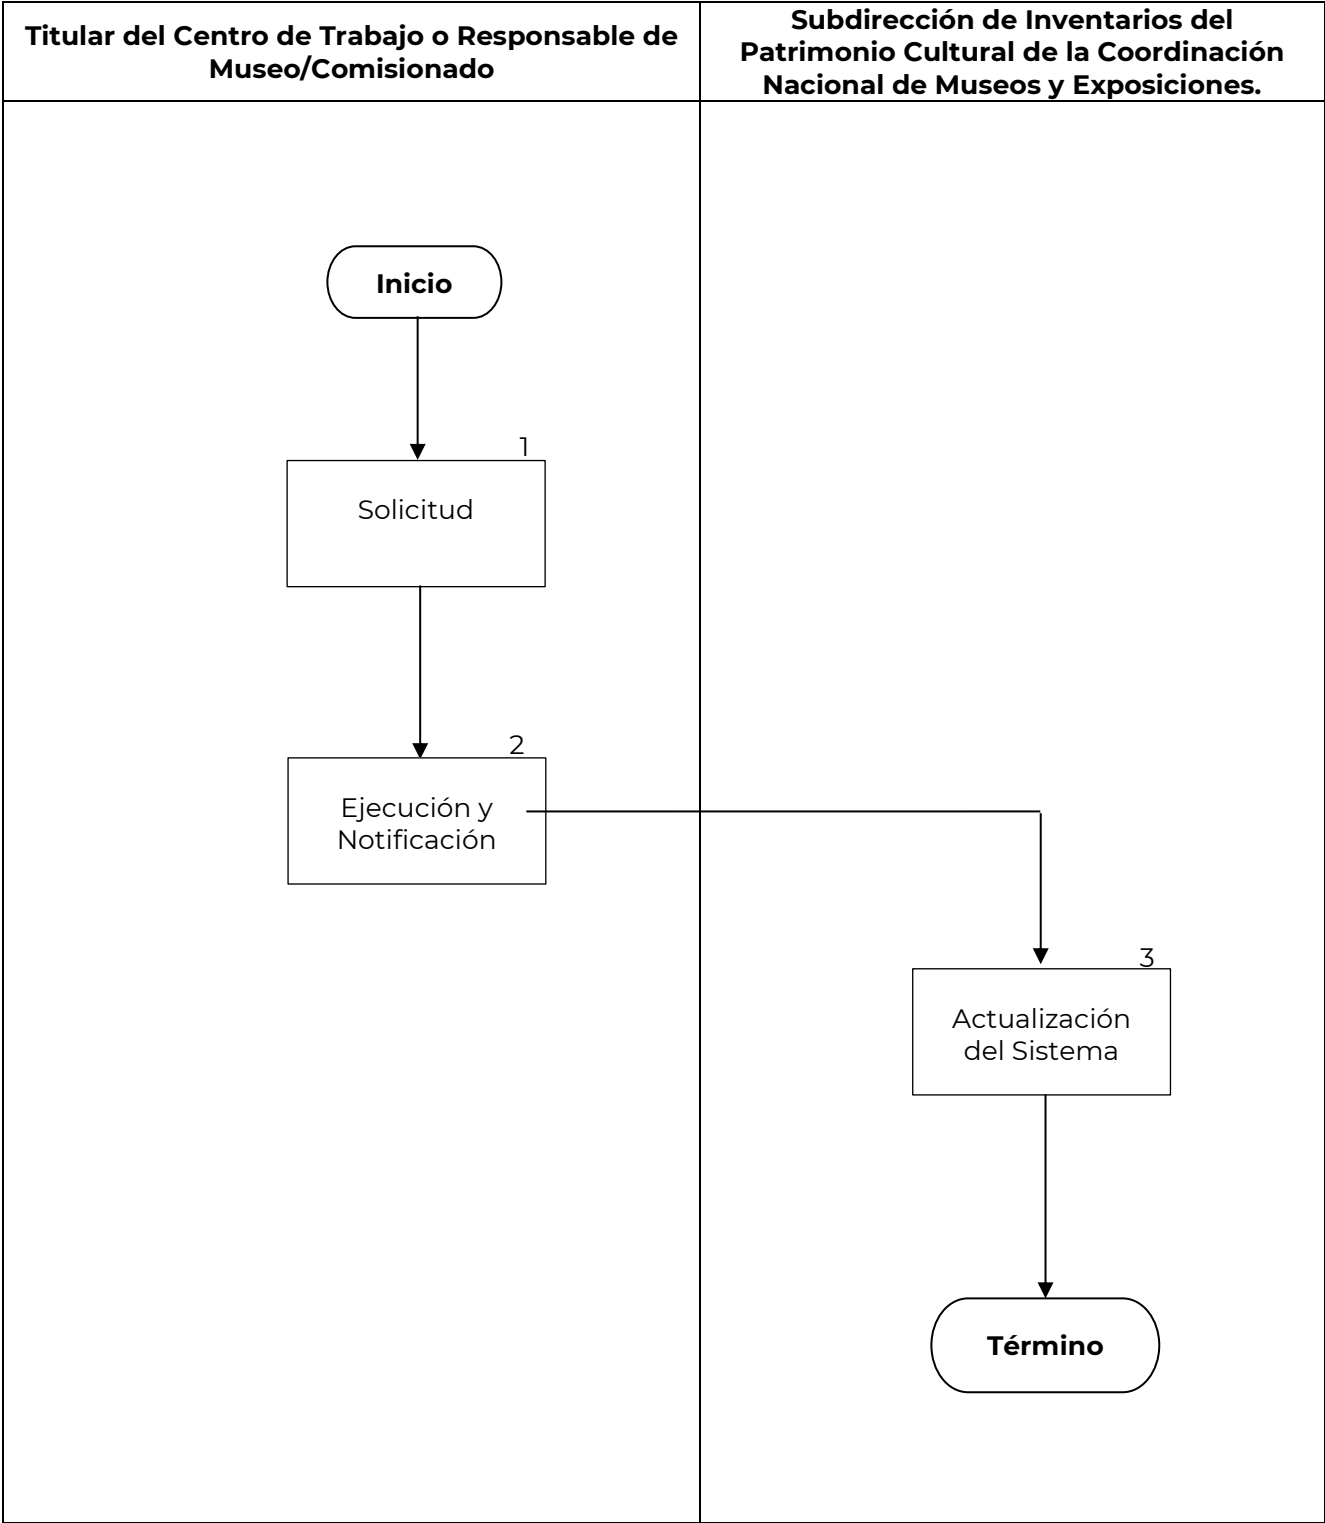 Titular del Centro de Trabajo o Responsable de
Museo/Comisionado
Subdirección de Inventarios del
Patrimonio Cultural de la Coordinación
Nacional de Museos y Exposiciones.
Inicio
1
Solicitud
2
Ejecución y
Notificación
3
Actualización
del Sistema
Término